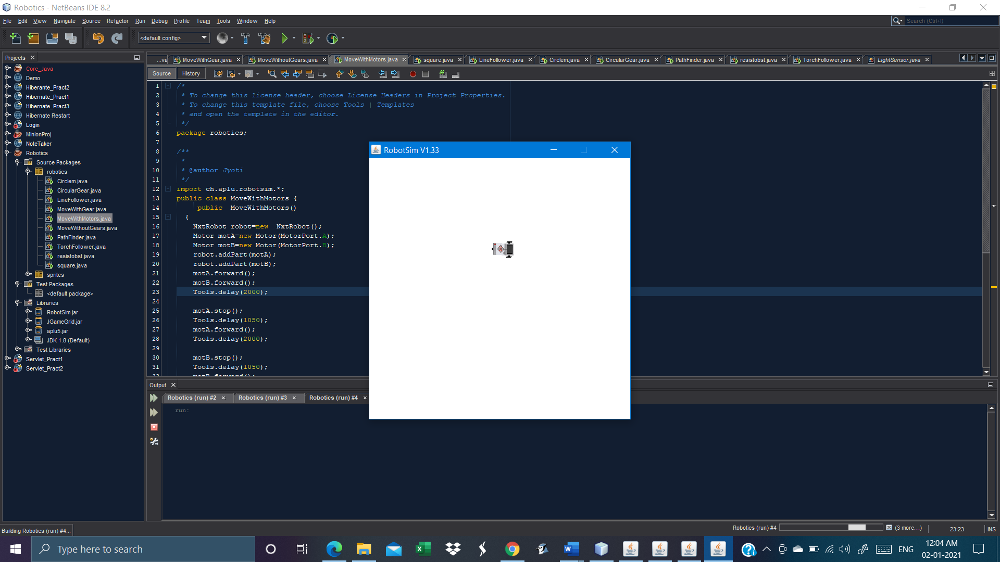 Robotics - NetBeans IDE 8.2
File Edit View Navigate Source Refactor Run Debug Profile Team Tools Window Help
Search (Ctrl+I)
<default config>
Projects
...va MoveWithGear.java MoveWithoutGears.java MoveWithMotors.java square.java LineFollower.java Circlem.java CircularGear.java PathFinder.java resistobst.java TorchFollower.java LightSensor.java
Source History
Core_Java
Demo
Hiberante_Pract2
Hibernate_Pract1
Hibernate_Pract3
Hibernate Restart
Login
MinionProj
NoteTaker
Robotics
Source Packages
robotics
Circlem.java
CircularGear.java
LineFollower.java
MoveWithGear.java
MoveWithMotors.java
MoveWithoutGears.java
PathFinder.java
TorchFollower.java
resistobst.java
square.java
sprites
Test Packages
<default package>
Libraries
RobotSim.jar
JGameGrid.jar
aplu5.jar
JDK 1.8 (Default)
Test Libraries
Servlet_Pract1
Servlet_Pract2
1 /*
2 * To change this license header, choose License Headers in Project Properties.
3 * To change this template file, choose Tools | Templates
4 * and open the template in the editor.
5 */
6 package robotics;
7
8 /**
9 *
10 * @author Jyoti
11 */
12 import ch.aplu.robotsim.*;
13 public class MoveWithMotors {
14 public MoveWithMotors()
15 {
16 NxtRobot robot=new NxtRobot();
17 Motor motA=new Motor(MotorPort.A);
18 Motor motB=new Motor(MotorPort.B);
19 robot.addPart(motA);
20 robot.addPart(motB);
21 motA.forward();
22 motB.forward();
23 Tools.delay(2000);
24
25 motA.stop();
26 Tools.delay(1050);
27 motA.forward();
28 Tools.delay(2000);
29
30 motB.stop();
31 Tools.delay(1050);
32 motB.forward();
RobotSim V1.33
Output
Robotics (run) #2 Robotics (run) #3 Robotics (run) #4
run:
Building Robotics (run) #4...
Robotics (run) #4 (3 more...) 23:23 INS
Type here to search
ENG
12:04 AM
02-01-2021